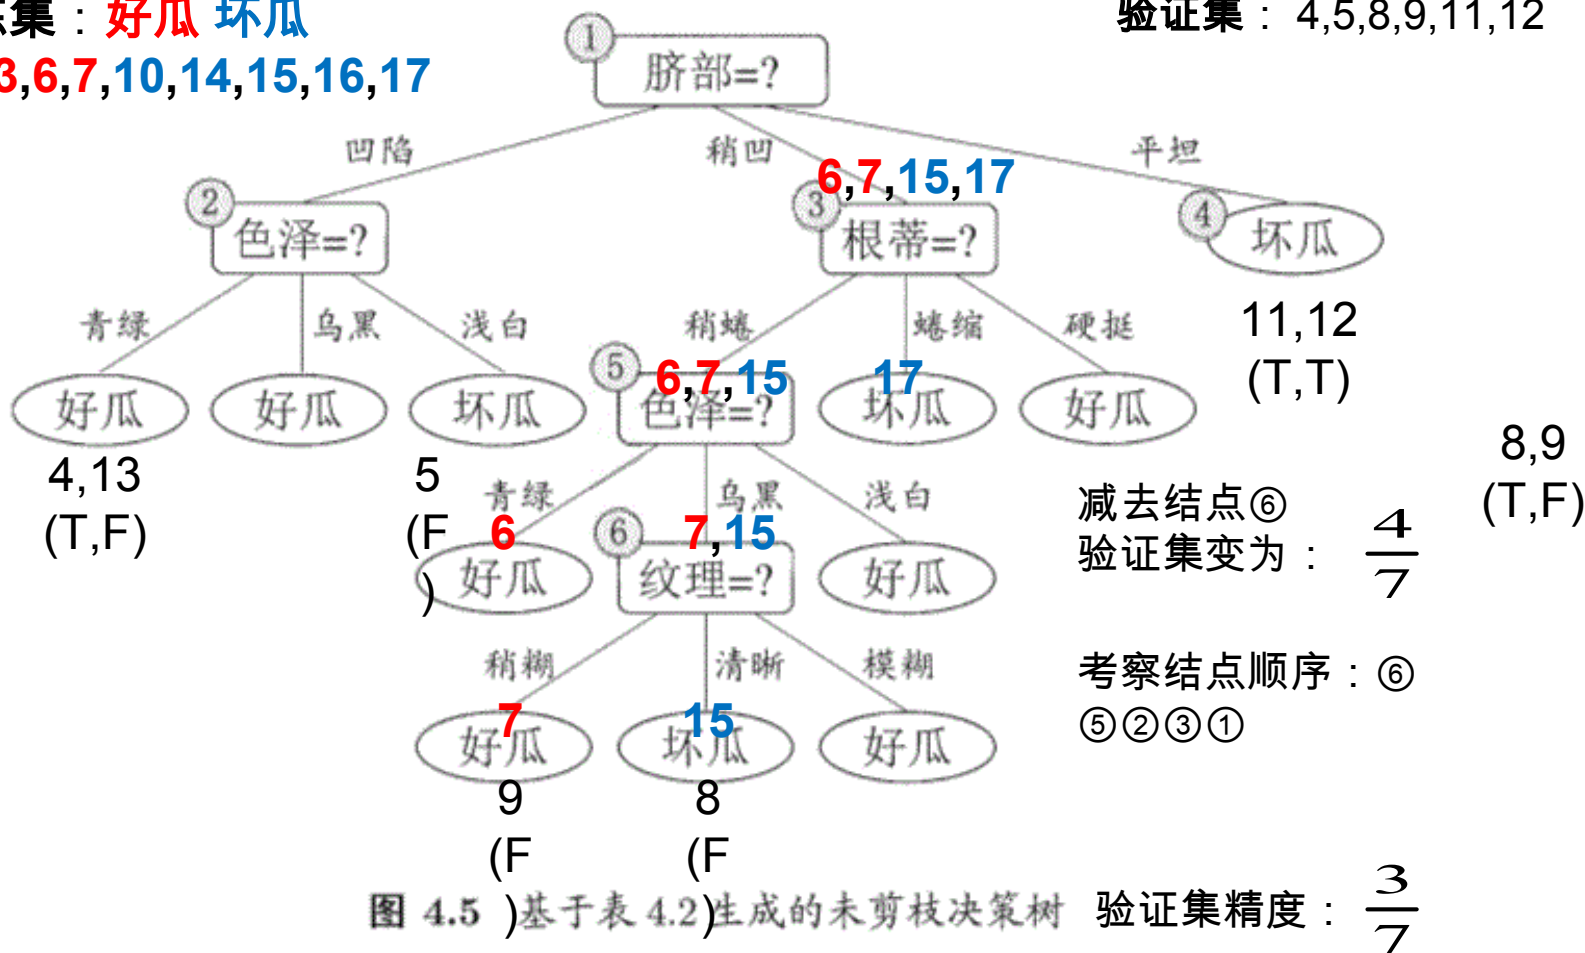 练集：好瓜 坏瓜
3,6,7,10,14,15,16,17
验证集：4,5,8,9,11,12
①
脐部=?
凹陷
稍凹
平坦
6,7,15,17
②
色泽=?
③
根蒂=?
④
坏瓜
11,12
(T,T)
青绿
乌黑
浅白
稍蜷
蜷缩
硬挺
好瓜
好瓜
坏瓜
⑤
6,7,15
色泽=?
17
坏瓜
好瓜
4,13
(T,F)
5
(F
)
8,9
(T,F)
青绿
乌黑
浅白
6
好瓜
⑥
7,15
纹理=?
好瓜
减去结点⑥
验证集变为：
4
7
稍糊
清晰
模糊
7
好瓜
15
坏瓜
好瓜
考察结点顺序：⑥
⑤②③①
9
(F
)
8
(F
)
图 4.5 基于表 4.2 生成的未剪枝决策树
验证集精度：
3
7